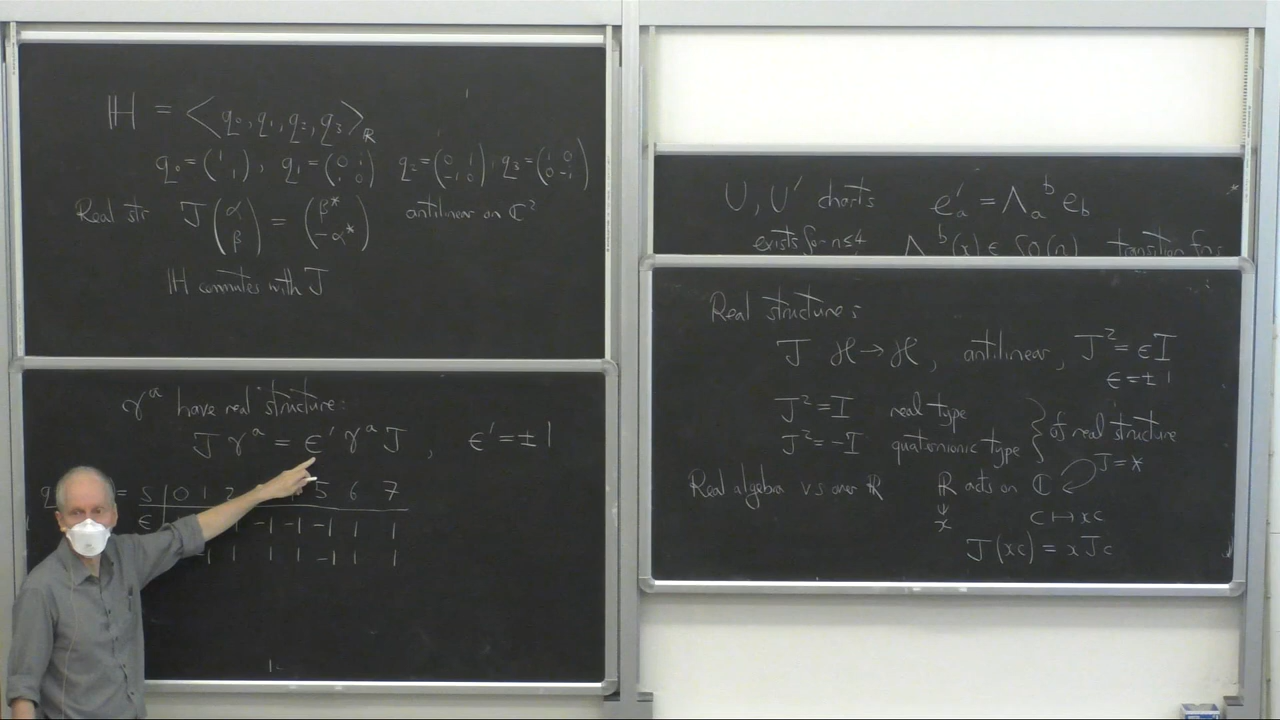 ℍ = ⟨q₀, q₁, q₂, q₃⟩_ℝ
q₀ = (1 1), q₁ = (0 i i 0) q₂ = (0 1 -1 0), q₃ = (i 0 0 -i)
Real str J(α β) = (β* -α*) antilinear on ℂ²
ℍ commutes with J
γᵃ have real structure:
J γᵃ = ϵ′ γᵃ J , ϵ′ = ±1
= s | 0 1 2 5 6 7
ϵ | -1 -1 -1 1 1
-1 1 1 1 -1 1 1
U, U′ charts e′ₐ = Λₐᵇ e_b
exists for n≤4 Λₐᵇ(x) ∈ SO(n) transition fns
Real structure:
J ℋ → ℋ, antilinear, J² = ϵI
ϵ = ±1
J² = I real type
J² = -I quaternionic type
of real structure
J = *
Real algebra v.s over ℝ ℝ acts on ℂ
x c ↦ xc
J(xc) = x Jc